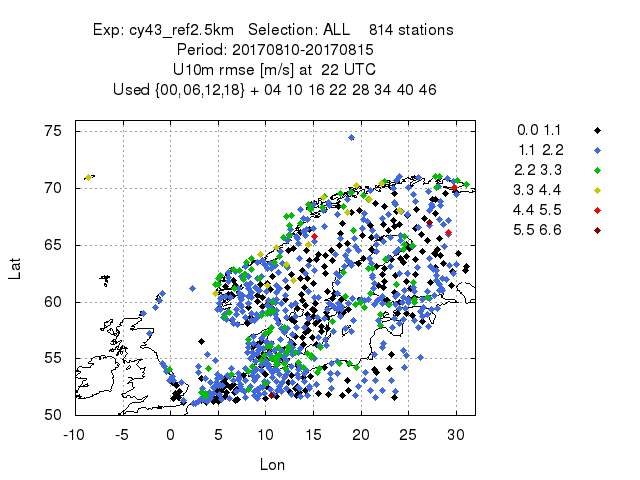 Exp: cy43_ref2.5km Selection: ALL 814 stations
Period: 20170810-20170815
U10m rmse [m/s] at 22 UTC
Used {00,06,12,18} + 04 10 16 22 28 34 40 46
75
70
65
60
55
50
Lat
-10 -5 0 5 10 15 20 25 30
Lon
0.0 1.1
1.1 2.2
2.2 3.3
3.3 4.4
4.4 5.5
5.5 6.6